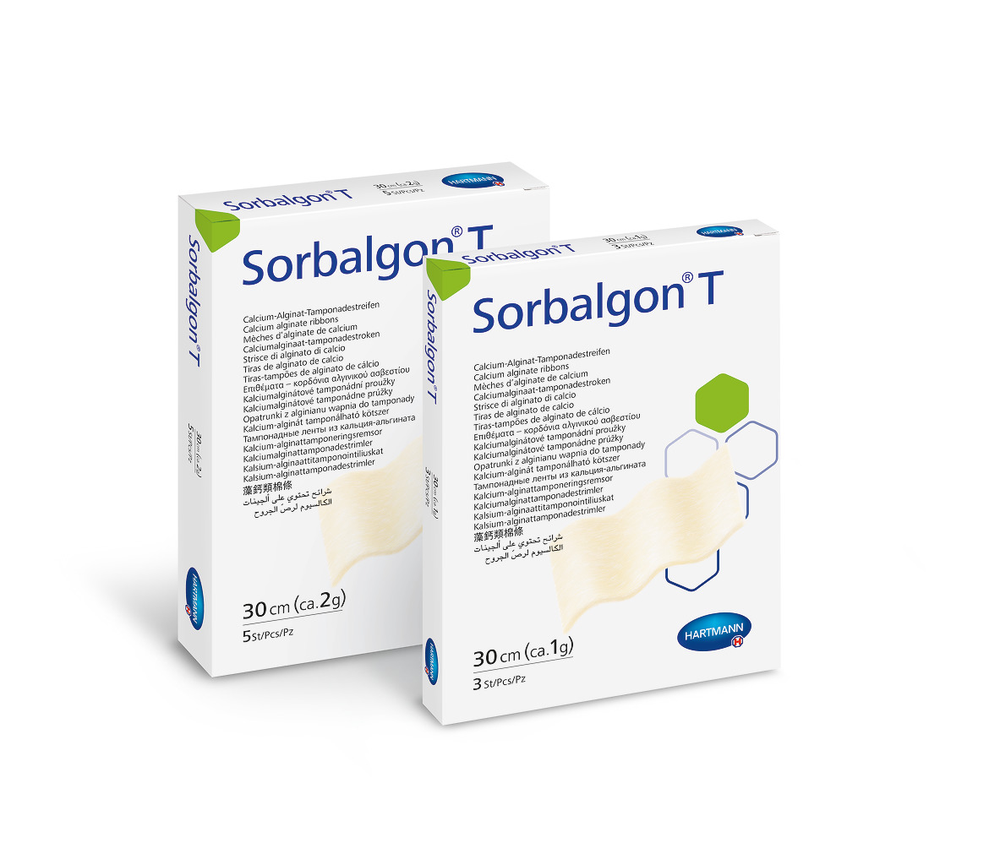 Sorbalgon T
30 cm (ca. 2g)
5 St/Pcs/Pz
HARTMANN
Sorbalgon® T
Sorbalgon® T
Calcium-Alginat-Tamponadestreifen
Calcium alginate ribbons
Mèches d'alginate de calcium
Calciumalginaat-tamponadestroken
Strisce di alginato di calcio
Tiras de alginato de calcio
Tiras-tampões de alginato de cálcio
Επιθέματα – κορδόνια αλγινικού ασβεστίου
Kalciumalginátové tamponádní proužky
Kalciumalginátové tamponádne prúžky
Opatrunki z alginianu wapnia do tamponady
Kalcium-alginát tamponálható kötszer
Тампонадные ленты из кальция-альгината
Kalcium-alginattamponeringsremsor
Kalciumalginattamponadestrimler
Kalsium-alginaattitamponointiliuskat
Kalsium-alginattamponadestrimler
藻鈣類棉條
شرائح تحتوي على ألجينات
الكالسيوم لرصّ الجروح
30 cm (ca. 2g)
5 St/Pcs/Pz
30 cm (ca. 2g)
5 St/Pcs/Pz
HARTMANN
Sorbalgon® T
30 cm (ca. 1g)
3 St/Pcs/Pz
HARTMANN
Sorbalgon® T
Sorbalgon® T
Calcium-Alginat-Tamponadestreifen
Calcium alginate ribbons
Mèches d'alginate de calcium
Calciumalginaat-tamponadestroken
Strisce di alginato di calcio
Tiras de alginato de calcio
Tiras-tampões de alginato de cálcio
Επιθέματα – κορδόνια αλγινικού ασβεστίου
Kalciumalginátové tamponádní proužky
Kalciumalginátové tamponádne prúžky
Opatrunki z alginianu wapnia do tamponady
Kalcium-alginát tamponálható kötszer
Тампонадные ленты из кальция-альгината
Kalcium-alginattamponeringsremsor
Kalciumalginattamponadestrimler
Kalsium-alginaattitamponointiliuskat
Kalsium-alginattamponadestrimler
藻鈣類棉條
شرائح تحتوي على ألجينات
الكالسيوم لرصّ الجروح
30 cm (ca. 1g)
3 St/Pcs/Pz
HARTMANN
30 cm (ca. 1g)
3 St/Pcs/Pz
HARTMANN